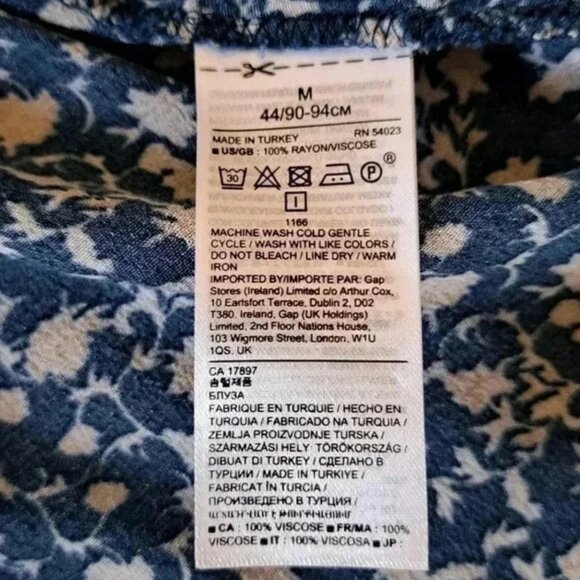 M
44/90-94CM
MADE IN TURKEY RN 54023
■ US/GB : 100% RAYON/VISCOSE
30 P ®
I
1166
MACHINE WASH COLD GENTLE
CYCLE / WASH WITH LIKE COLORS /
DO NOT BLEACH / LINE DRY / WARM
IRON
IMPORTED BY/IMPORTE PAR: Gap
Stores (Ireland) Limited c/o Arthur Cox,
10 Earlsfort Terrace, Dublin 2, D02
T380, Ireland, Gap (UK Holdings)
Limited, 2nd Floor Nations House,
103 Wigmore Street, London, W1U
1QS, UK
CA 17897
솜털제품
БЛУЗА
FABRIQUE EN TURQUIE / HECHO EN
TURQUIA / FABRICADO NA TURQUIA /
ZEMLJA PROIZVODNJE TURSKA /
SZÁRMAZÁSI HELY: TÖRÖKORSZÁG /
DIBUAT DI TURKEY / СДЕЛАНО В
ТУРЦИИ / MADE IN TURKIYE /
FABRICAT ÎN TURCIA /
ПРОИЗВЕДЕНО В ТУРЦИЯ /
■ CA : 100% VISCOSE ■ FR/MA : 100%
VISCOSE ■ IT : 100% VISCOSA ■ JP :